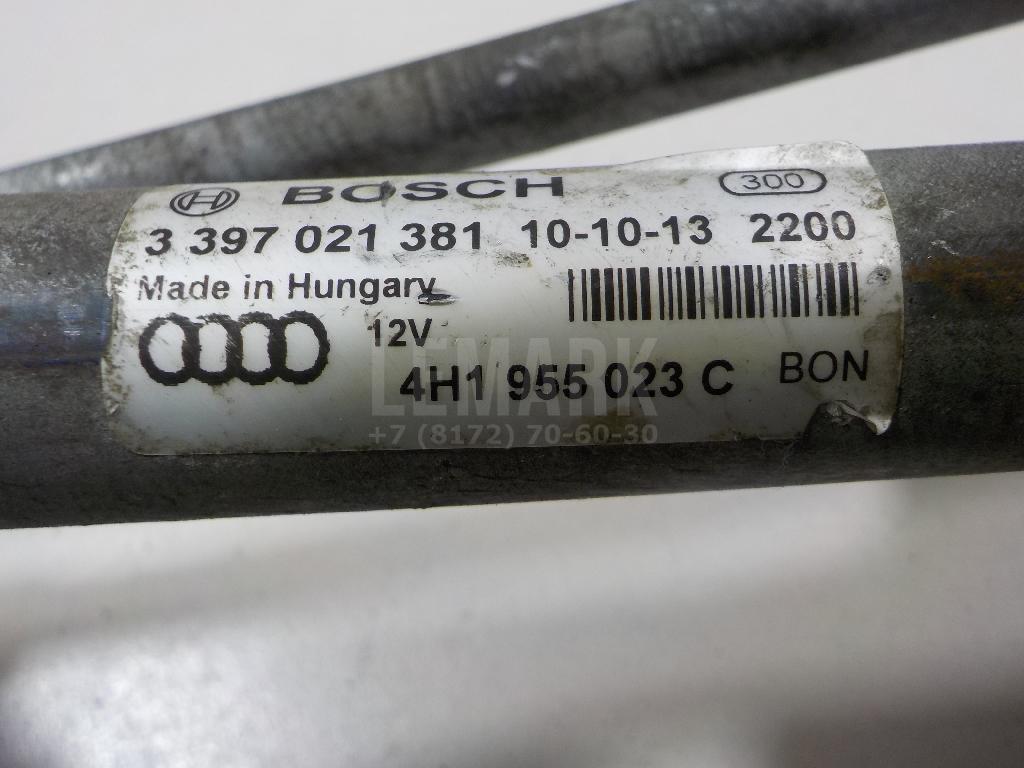 BOSCH 300
3 397 021 381 10-10-13 2200
Made in Hungary
12V
4H1 955 023 C BON
LEMARK
+7 (8172) 70-60-30